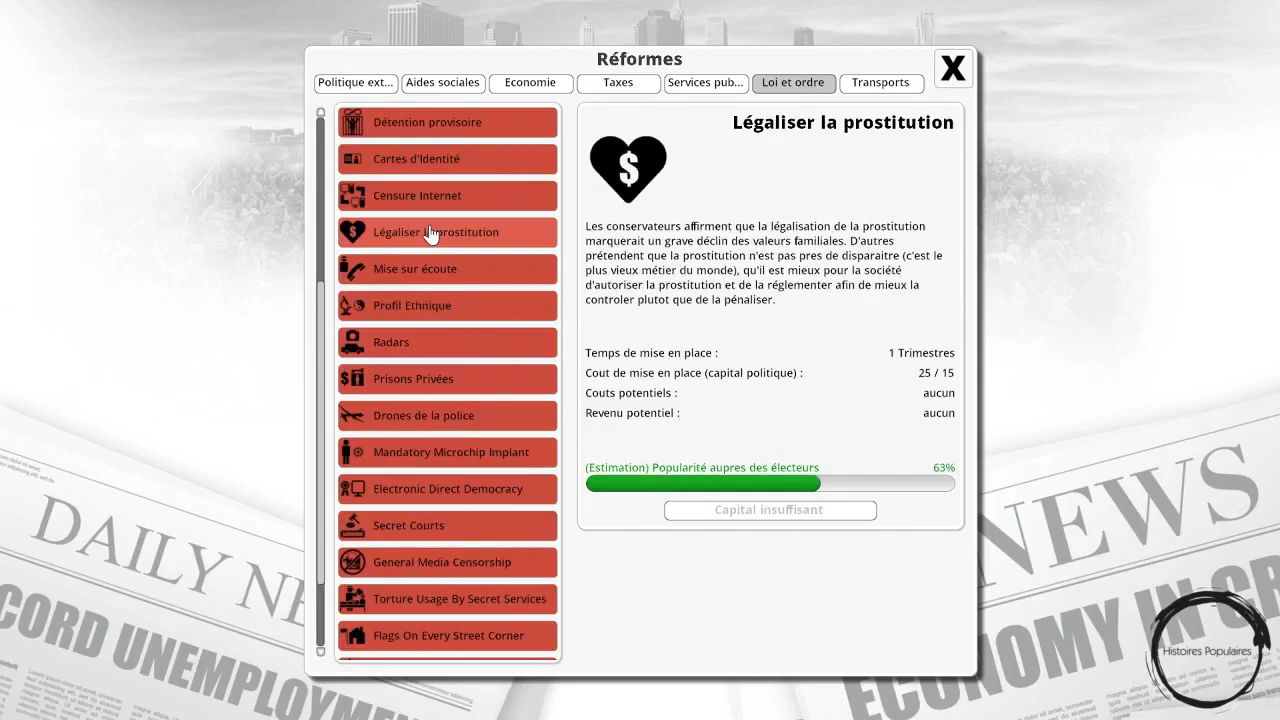 Réformes
X
Politique ext...
Aides sociales
Economie
Taxes
Services pub...
Loi et ordre
Transports
Détention provisoire
Cartes d'Identité
Censure Internet
Légaliser prostitution
Mise sur écoute
Profil Ethnique
Radars
Prisons Privées
Drones de la police
Mandatory Microchip Implant
Electronic Direct Democracy
Secret Courts
General Media Censorship
Torture Usage By Secret Services
Flags On Every Street Corner
Légaliser la prostitution
Les conservateurs affirment que la légalisation de la prostitution
marquerait un grave déclin des valeurs familiales. D'autres
prétendent que la prostitution n'est pas pres de disparaitre (c'est le
plus vieux métier du monde), qu'il est mieux pour la société
d'autoriser la prostitution et de la réglementer afin de mieux la
controler plutot que de la pénaliser.
Temps de mise en place : 1 Trimestres
Cout de mise en place (capital politique) : 25 / 15
Couts potentiels : aucun
Revenu potentiel : aucun
(Estimation) Popularité aupres des électeurs 63%
Capital insuffisant
DAILY NE
CORD UNEMPLOYM
NEWS
ECONOMY IN CR
Histoires Populaires